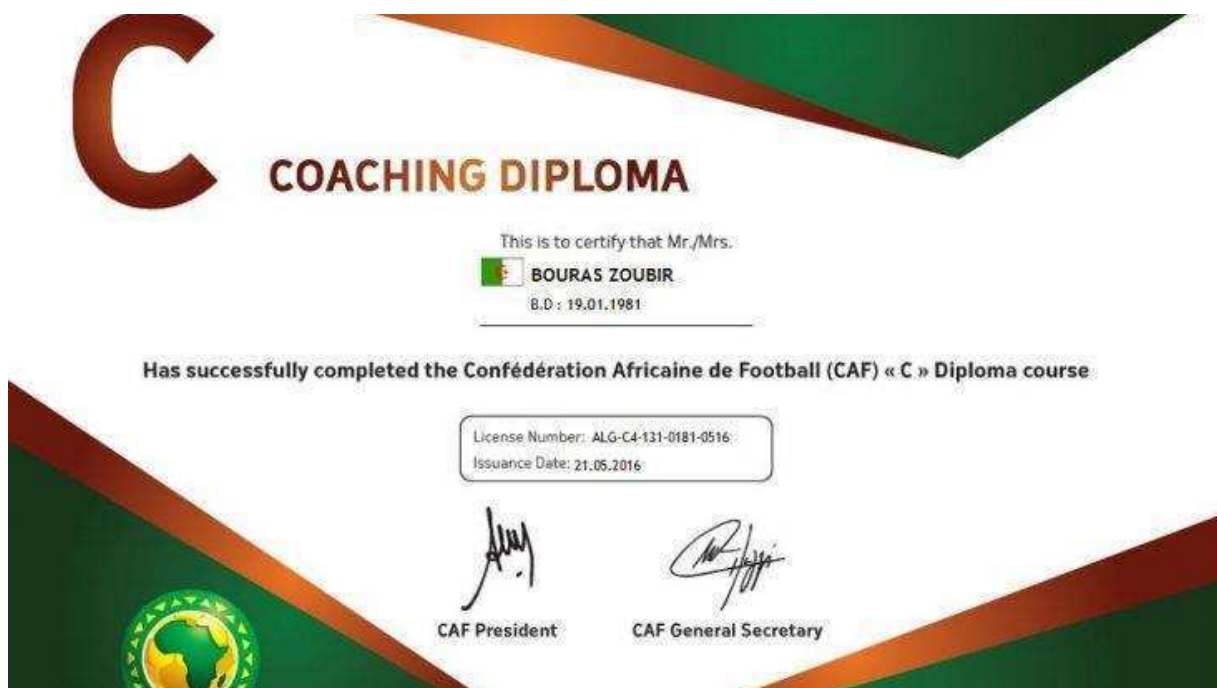 C
COACHING DIPLOMA
This is to certify that Mr./Mrs.
BOURAS ZOUBIR
B.D : 19.01.1981
Has successfully completed the Confédération Africaine de Football (CAF) « C » Diploma course
License Number: ALG-C4-131-0181-0516
Issuance Date: 21.05.2016
CAF President CAF General Secretary